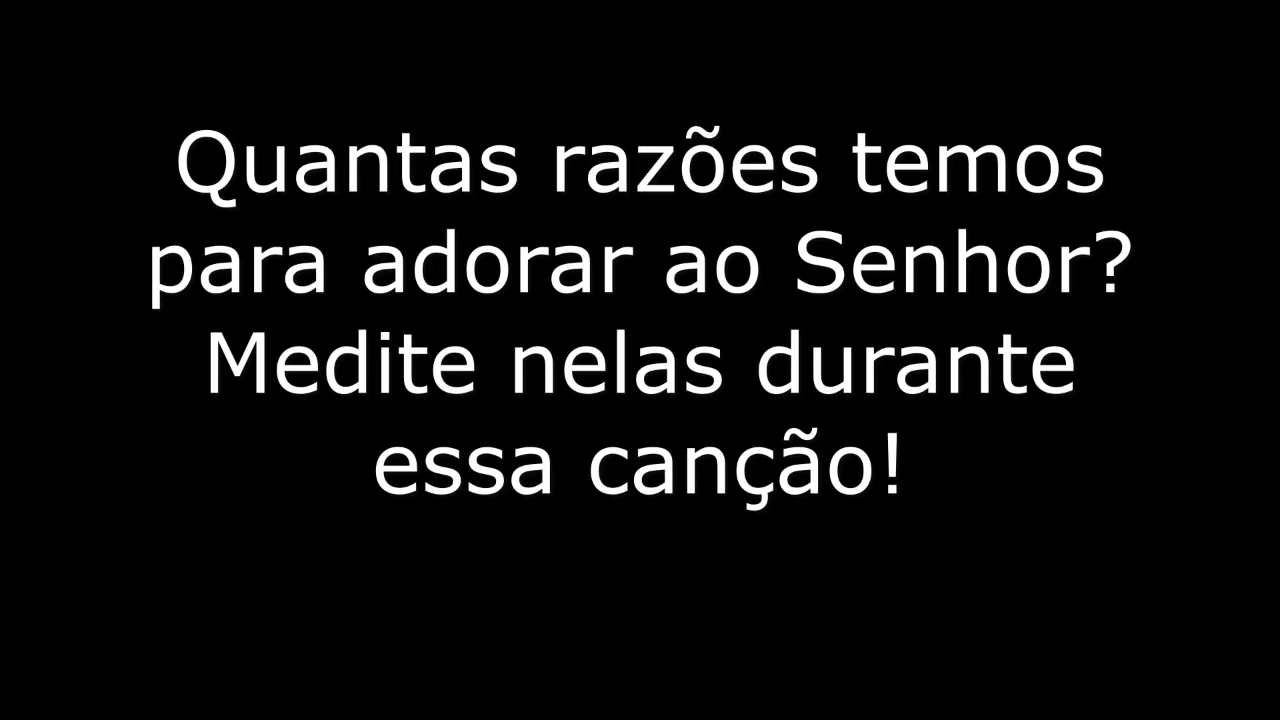 Quantas razões temos
para adorar ao Senhor?
Medite nelas durante
essa canção!